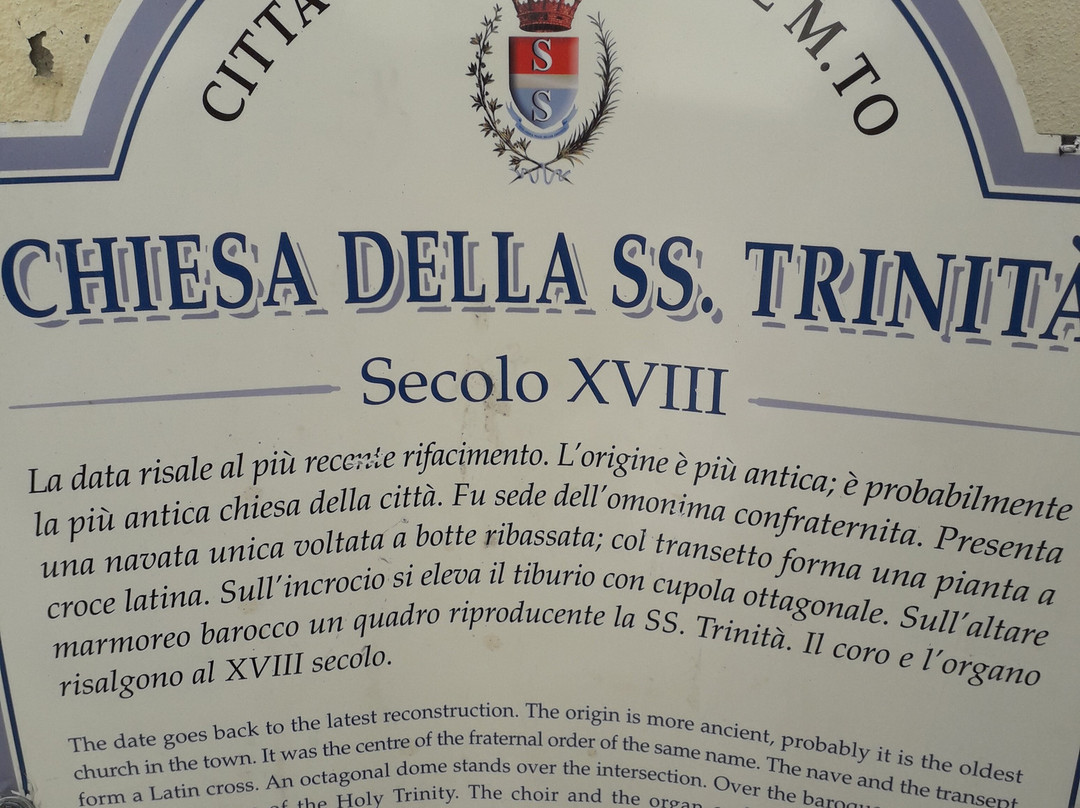 CITTÀ
M.TO
S
S
CHIESA DELLA SS. TRINITÀ
Secolo XVIII
La data risale al più recente rifacimento. L'origine è più antica; è probabilmente
la più antica chiesa della città. Fu sede dell'omonima confraternita. Presenta
una navata unica voltata a botte ribassata; col transetto forma una pianta a
croce latina. Sull'incrocio si eleva il tiburio con cupola ottagonale. Sull'altare
marmoreo barocco un quadro riproducente la SS. Trinità. Il coro e l'organo
risalgono al XVIII secolo.
The date goes back to the latest reconstruction. The origin is more ancient, probably it is the oldest
church in the town. It was the centre of the fraternal order of the same name. The nave and the transept
form a Latin cross. An octagonal dome stands over the intersection. Over the baroque
of the Holy Trinity. The choir and the organ